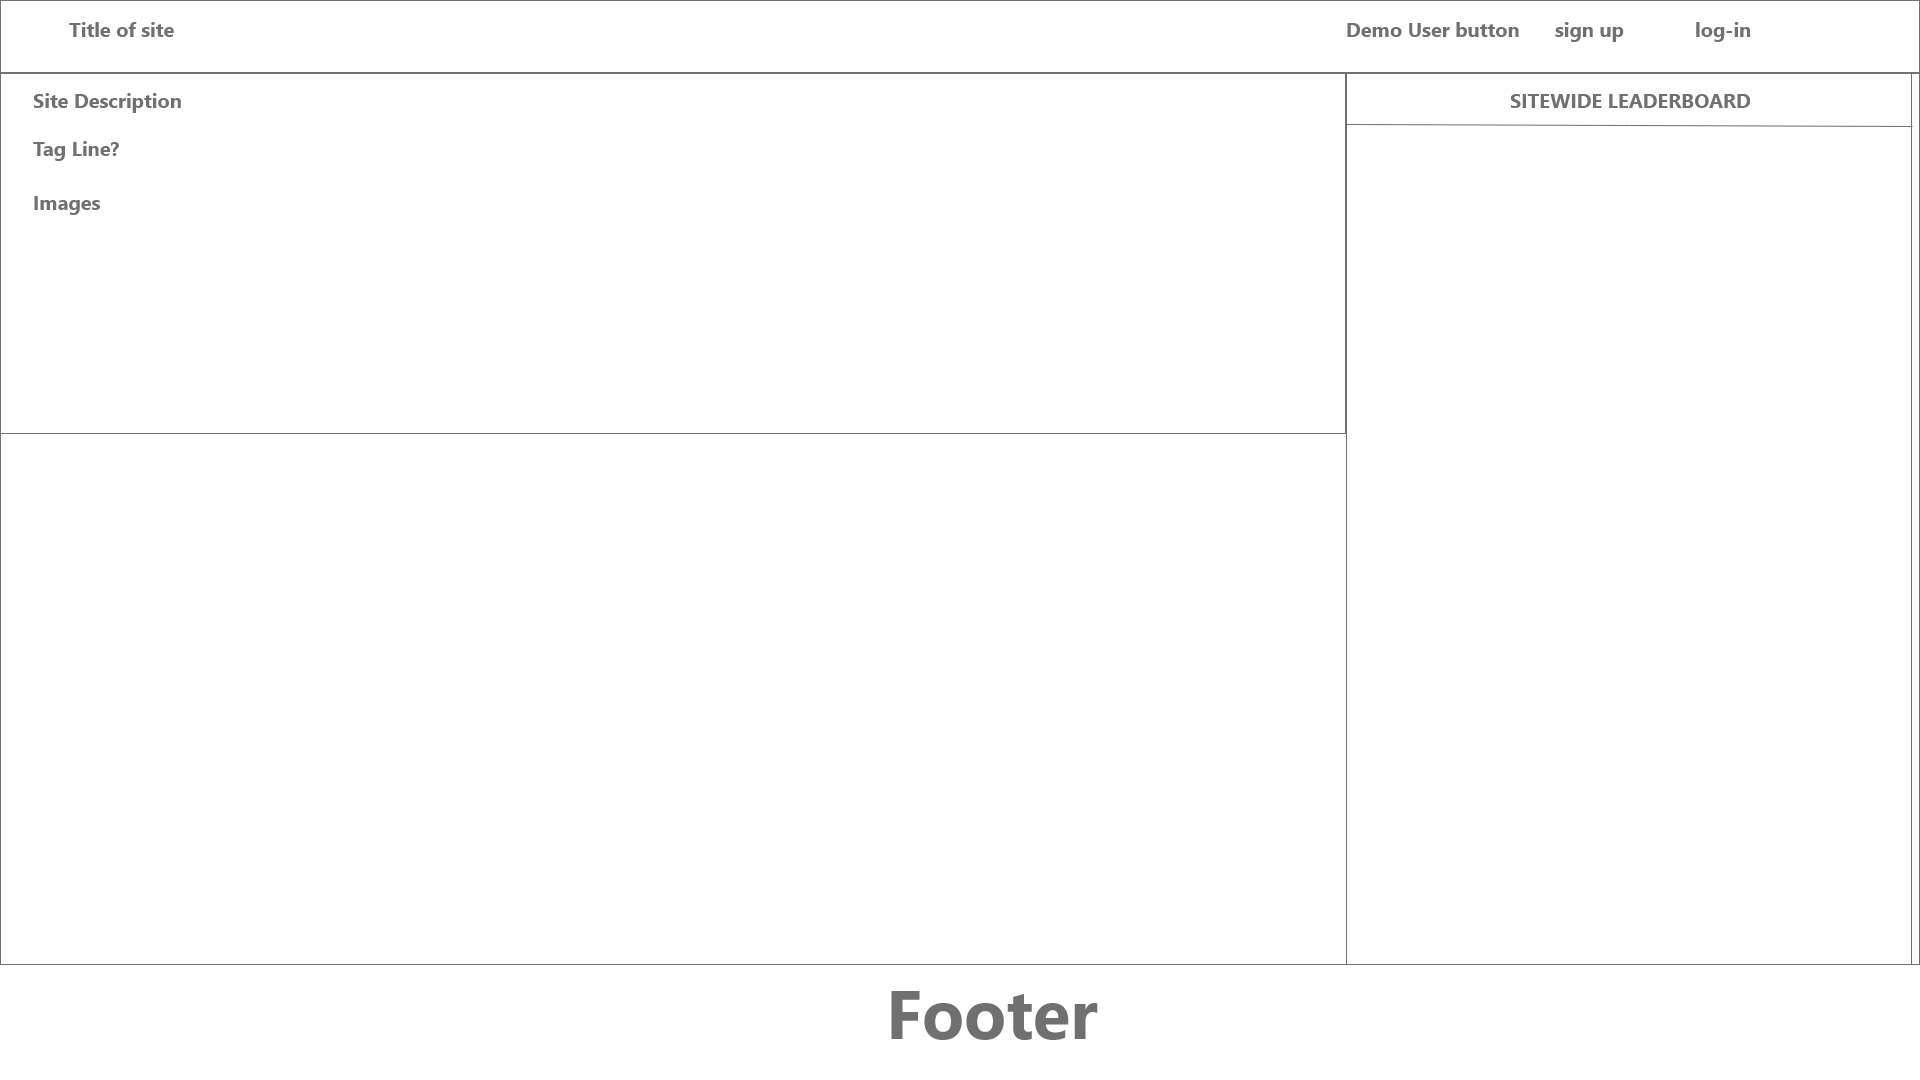 Title of site
Demo User button
sign up
log-in
Site Description
Tag Line?
Images
SITEWIDE LEADERBOARD
Footer